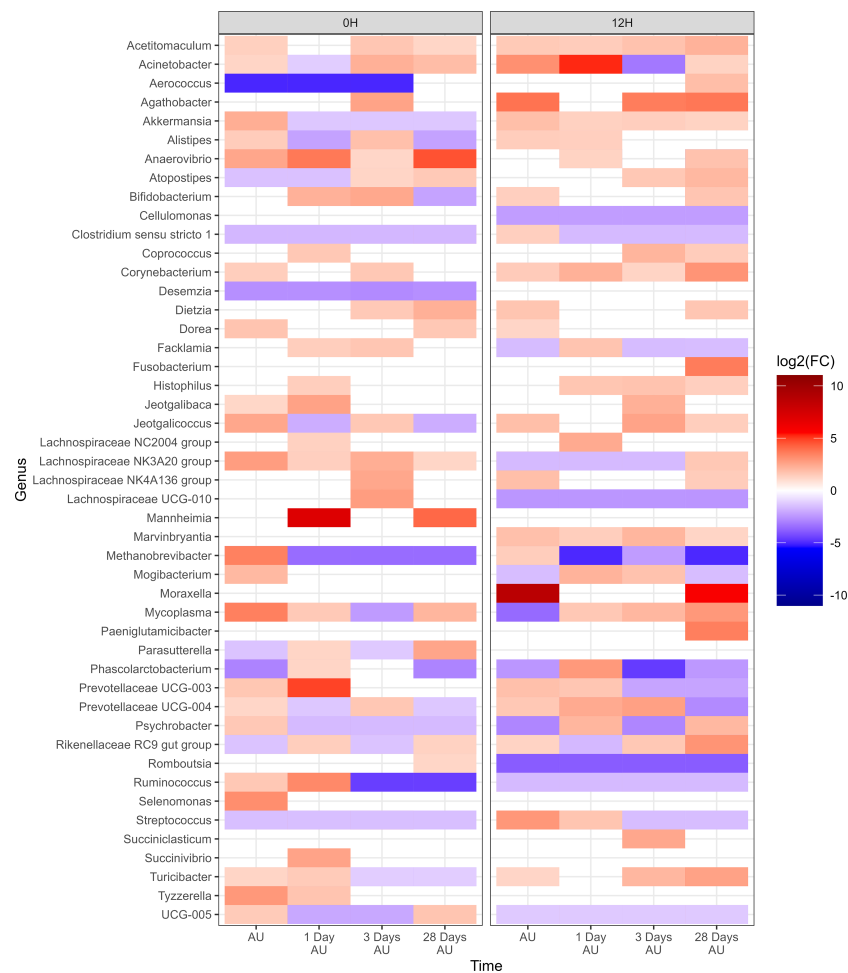 0H
12H
Acetitomaculum
Acinetobacter
Aerococcus
Agathobacter
Akkermansia
Alistipes
Anaerovibrio
Atopostipes
Bifidobacterium
Cellulomonas
Clostridium sensu stricto 1
Coprococcus
Corynebacterium
Desemzia
Dietzia
Dorea
Facklamia
Fusobacterium
Histophilus
Jeotgalibaca
Jeotgalicoccus
Lachnospiraceae NC2004 group
Lachnospiraceae NK3A20 group
Lachnospiraceae NK4A136 group
Lachnospiraceae UCG-010
Mannheimia
Marvinbryantia
Methanobrevibacter
Mogibacterium
Moraxella
Mycoplasma
Paeniglutamicibacter
Parasutterella
Phascolarctobacterium
Prevotellaceae UCG-003
Prevotellaceae UCG-004
Psychrobacter
Rikenellaceae RC9 gut group
Romboutsia
Ruminococcus
Selenomonas
Streptococcus
Succiniclasticum
Succinivibrio
Turicibacter
Tyzzerella
UCG-005
Genus
AU
1 Day
AU
3 Days
AU
28 Days
AU
AU
1 Day
AU
3 Days
AU
28 Days
AU
Time
log2(FC)
10
5
0
-5
-10